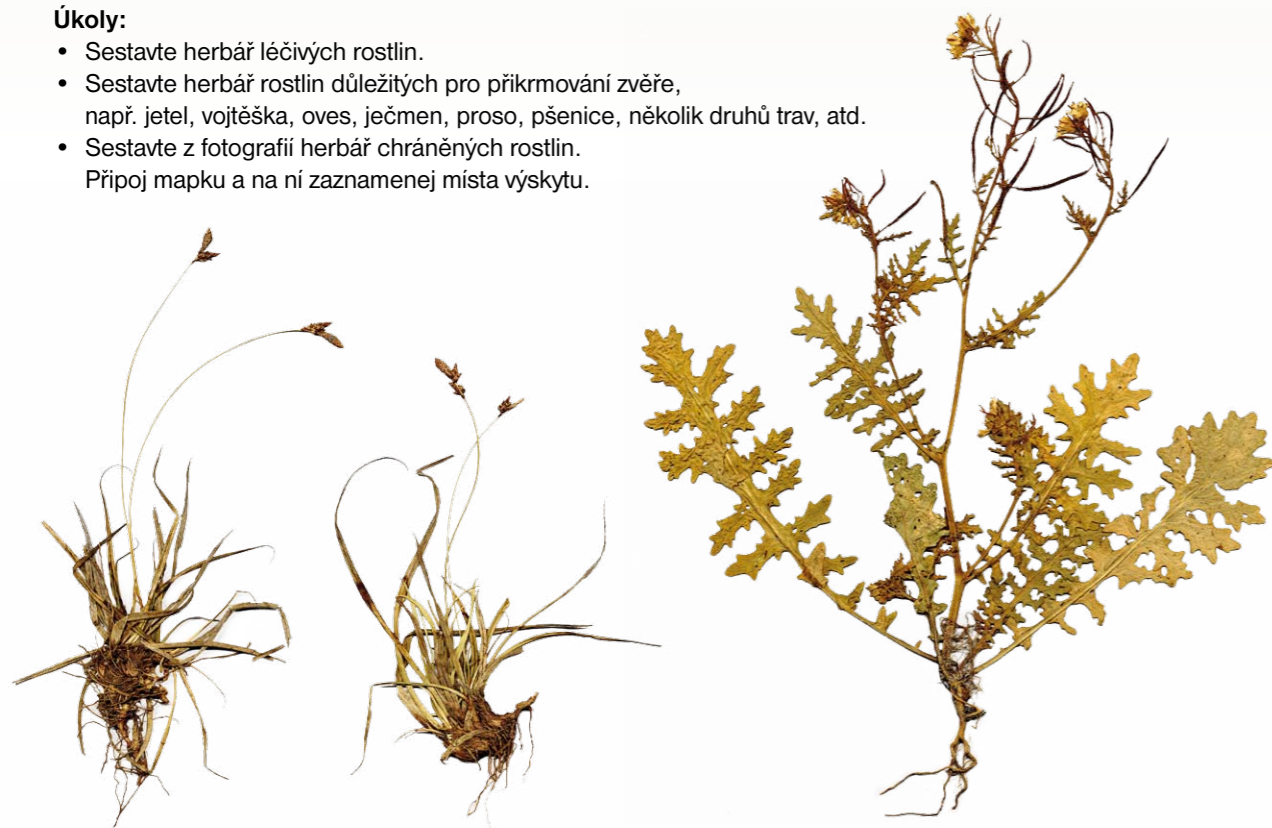 Úkoly:
• Sestavte herbář léčivých rostlin.
• Sestavte herbář rostlin důležitých pro přikrmování zvěře,
např. jetel, vojtěška, oves, ječmen, proso, pšenice, několik druhů trav, atd.
• Sestavte z fotografií herbář chráněných rostlin.
Připoj mapku a na ní zaznamenej místa výskytu.